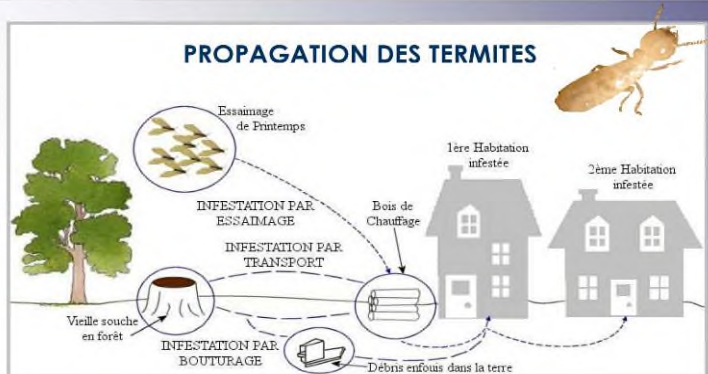 PROPAGATION DES TERMITES
Essaimage
de Printemps
1ère Habitation
infestée
2ème Habitation
infestée
INFESTATION PAR
ESSAIMAGE
Bois de
Chauffage
INFESTATION PAR
TRANSPORT
Vieille souche
en forêt
INFESTATION PAR
BOUTURAGE
Débris enfouis dans la terre